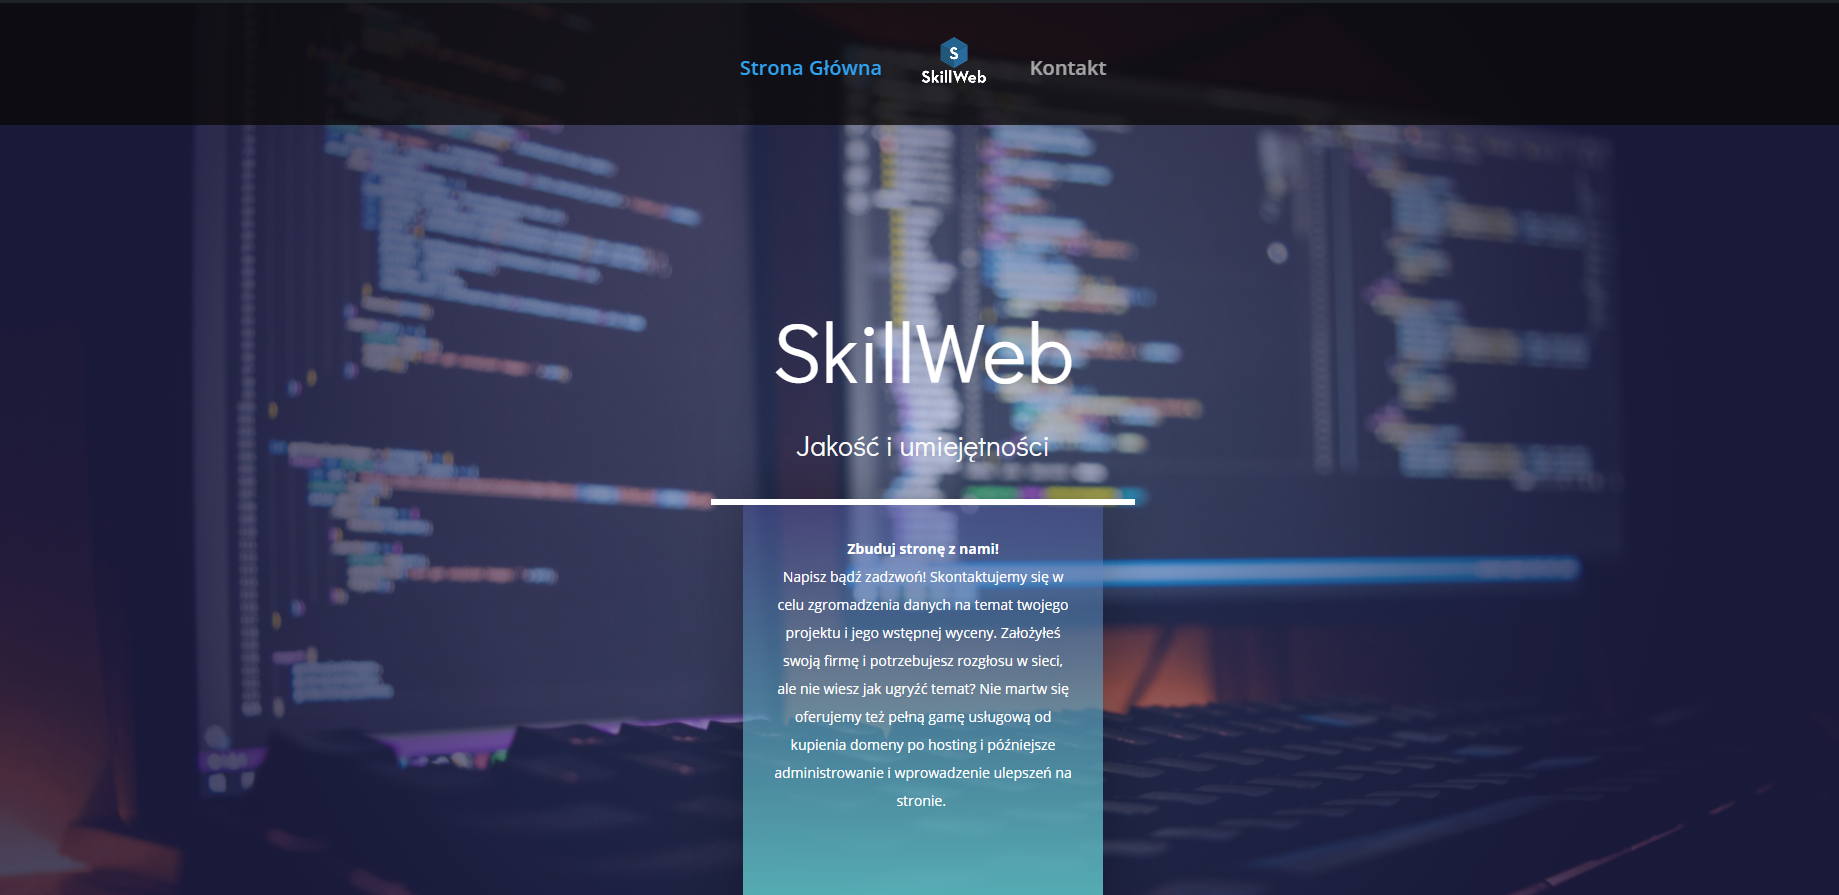 Strona Główna
S
SkillWeb
Kontakt
SkillWeb
Jakość i umiejętności
Zbuduj stronę z nami!
Napisz bądź zadzwoń! Skontaktujemy się w
celu zgromadzenia danych na temat twojego
projektu i jego wstępnej wyceny. Założyłeś
swoją firmę i potrzebujesz rozgłosu w sieci,
ale nie wiesz jak ugryźć temat? Nie martw się
oferujemy też pełną gamę usługową od
kupienia domeny po hosting i późniejsze
administrowanie i wprowadzenie ulepszeń na
stronie.